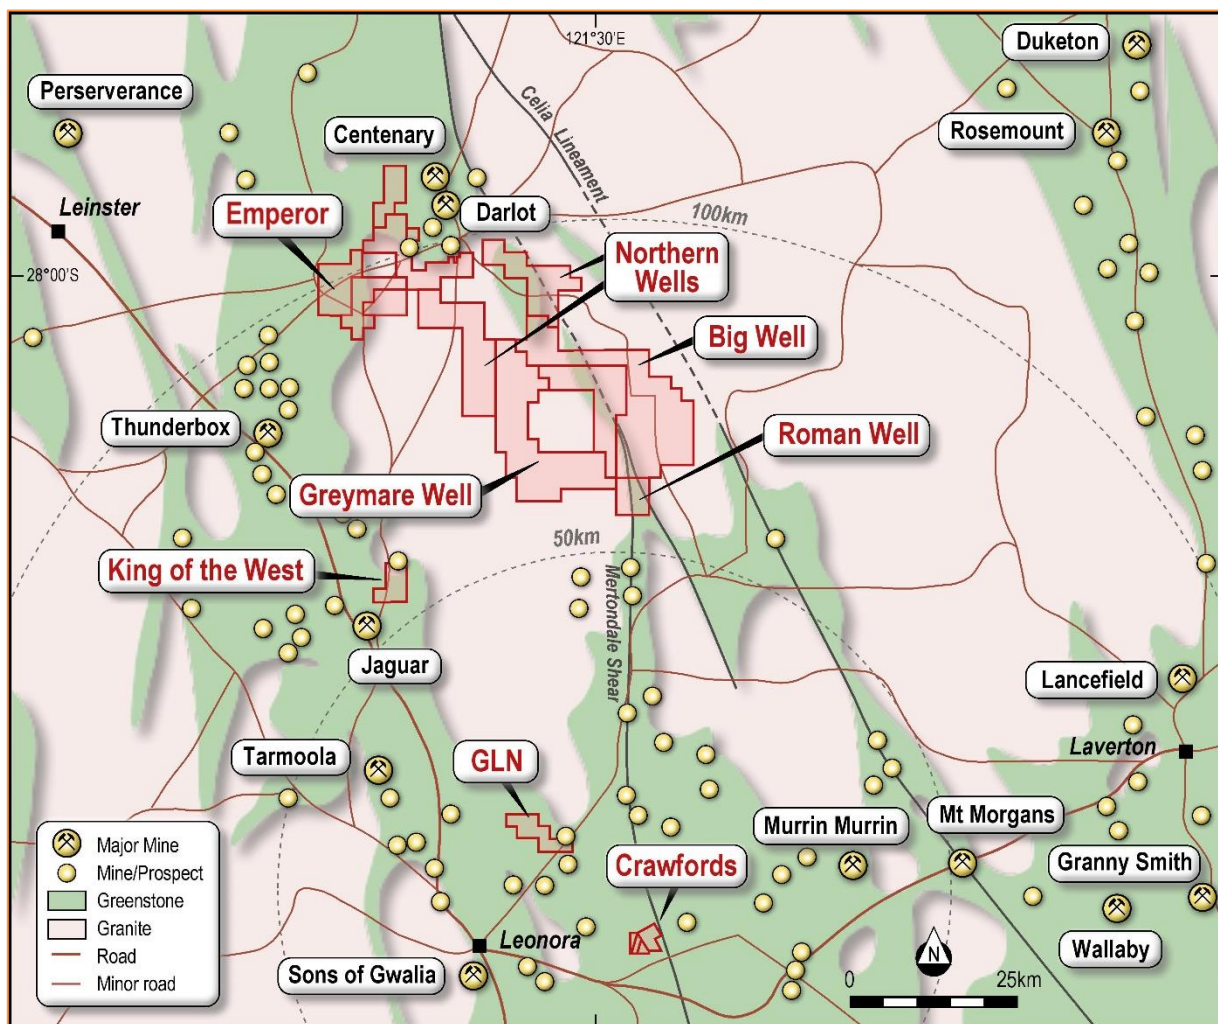 121°30'E
Duketon
Perserverance
Centenary
Celia Lineament
Rosemount
Leinster
Emperor
Darlot
100km
28°00'S
Northern
Wells
Big Well
Thunderbox
Roman Well
Greymare Well
50km
King of the West
Mertondale Shear
Jaguar
Lancefield
Tarmoola
GLN
Laverton
Murrin Murrin
Mt Morgans
Granny Smith
Crawfords
Major Mine
Mine/Prospect
Greenstone
Granite
Road
Minor road
Leonora
Sons of Gwalia
Wallaby
N
0
25km